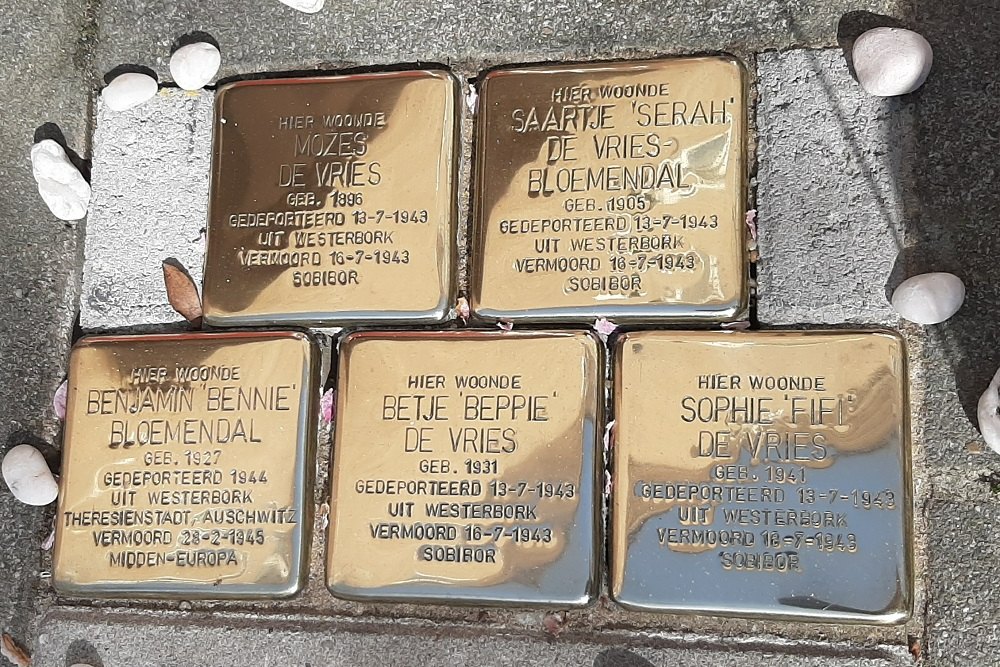 HIER WOONDE
MOZES
DE VRIES
GEB. 1896
GEDEPORTEERD 13-7-1943
UIT WESTERBORK
VERMOORD 16-7-1943
SOBIBOR
HIER WOONDE
SAARTJE 'SERAH'
DE VRIES-
BLOEMENDAL
GEB. 1905
GEDEPORTEERD 13-7-1943
UIT WESTERBORK
VERMOORD 16-7-1943
SOBIBOR
HIER WOONDE
BENJAMIN 'BENNIE'
BLOEMENDAL
GEB. 1927
GEDEPORTEERD 1944
UIT WESTERBORK
THERESIENSTADT, AUSCHWITZ
VERMOORD 28-2-1945
MIDDEN-EUROPA
HIER WOONDE
BETJE 'BEPPIE'
DE VRIES
GEB. 1931
GEDEPORTEERD 13-7-1943
UIT WESTERBORK
VERMOORD 16-7-1943
SOBIBOR
HIER WOONDE
SOPHIE 'FIFI'
DE VRIES
GEB. 1941
GEDEPORTEERD 13-7-1943
UIT WESTERBORK
VERMOORD 16-7-1943
SOBIBOR